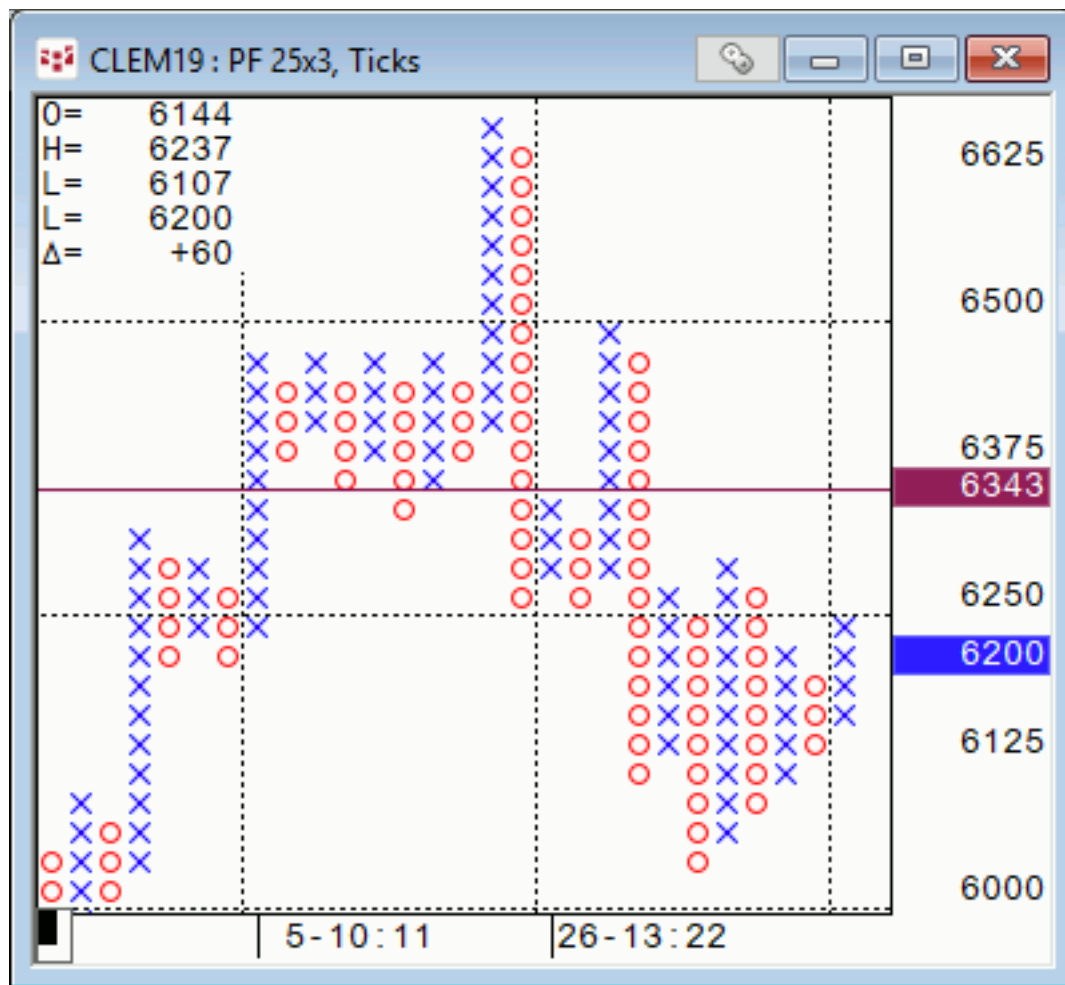 CLEM19 : PF 25x3, Ticks
O= 6144
H= 6237
L= 6107
L= 6200
Δ= +60
6625
6500
6375
6343
6250
6200
6125
6000
5-10:11 26-13:22